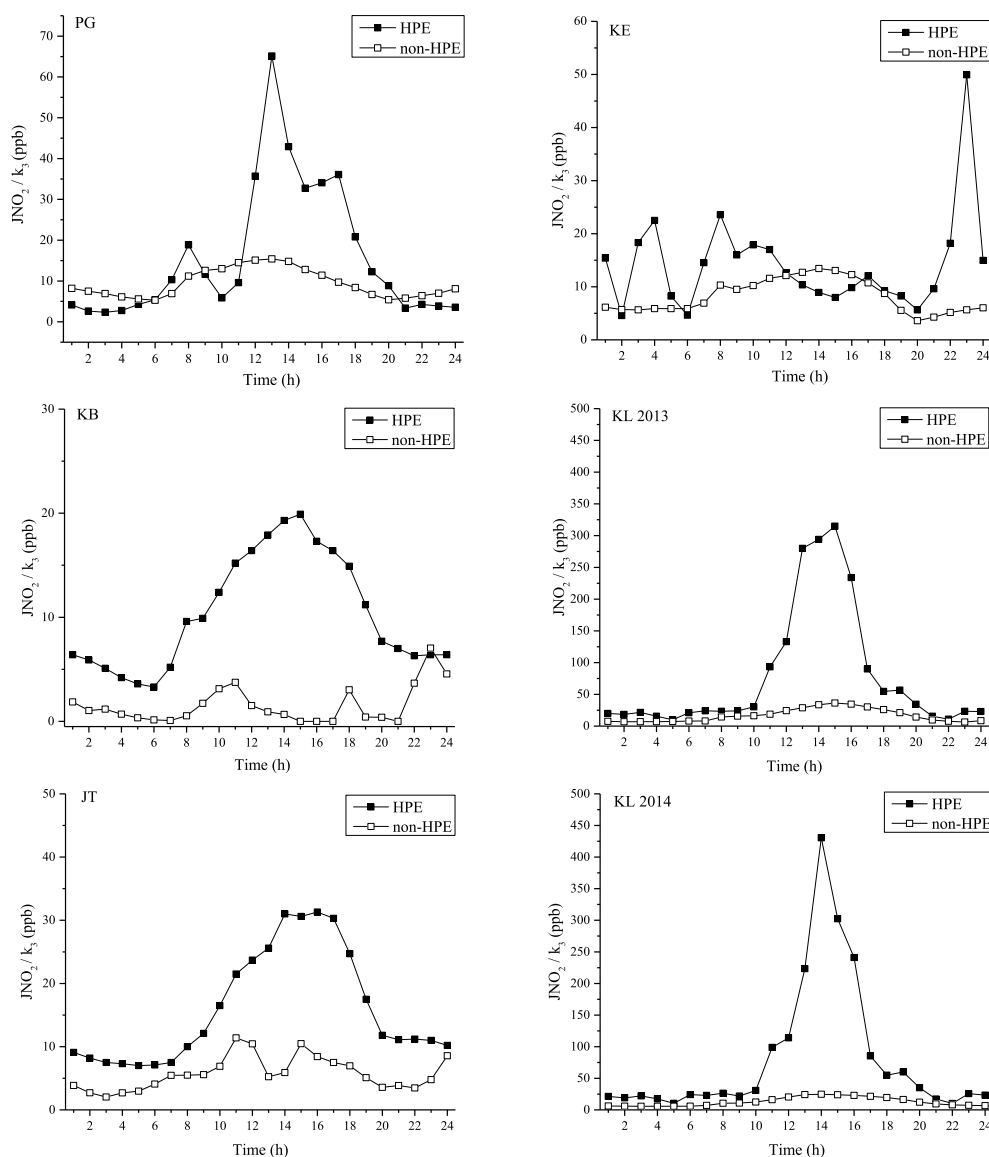 PG
HPE
non-HPE
70
60
50
40
30
20
10
0
JNO2 / k3 (ppb)
2 4 6 8 10 12 14 16 18 20 22 24
Time (h)
KE
HPE
non-HPE
60
50
40
30
20
10
0
JNO2 / k3 (ppb)
2 4 6 8 10 12 14 16 18 20 22 24
Time (h)
KB
HPE
non-HPE
30
20
10
0
JNO2 / k3 (ppb)
2 4 6 8 10 12 14 16 18 20 22 24
Time (h)
KL 2013
HPE
non-HPE
500
450
400
350
300
250
200
150
100
50
0
JNO2 / k3 (ppb)
2 4 6 8 10 12 14 16 18 20 22 24
Time (h)
JT
HPE
non-HPE
50
40
30
20
10
0
JNO2 / k3 (ppb)
2 4 6 8 10 12 14 16 18 20 22 24
Time (h)
KL 2014
HPE
non-HPE
500
450
400
350
300
250
200
150
100
50
0
JNO2 / k3 (ppb)
2 4 6 8 10 12 14 16 18 20 22 24
Time (h)